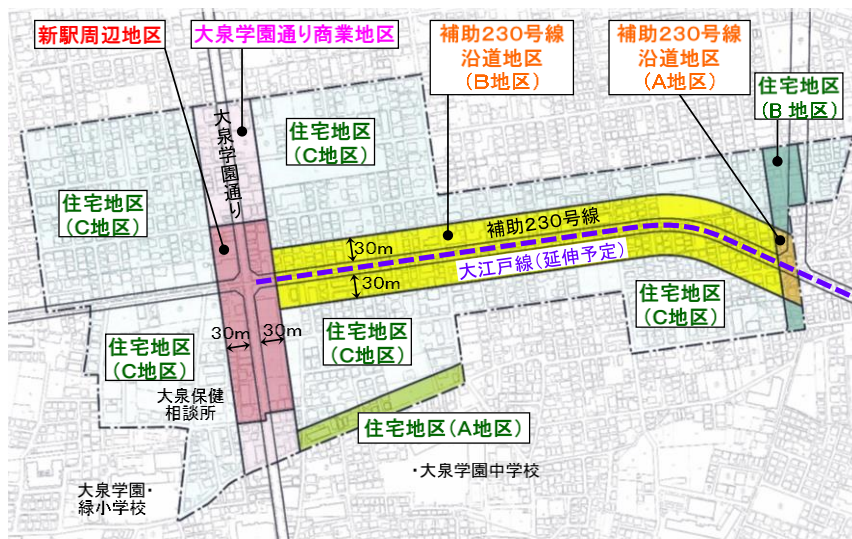 新駅周辺地区
大泉学園通り商業地区
補助230号線
沿道地区
(B地区)
補助230号線
沿道地区
(A地区)
住宅地区
(B地区)
大泉学園通り
住宅地区
(C地区)
住宅地区
(C地区)
補助230号線
30m
大江戸線(延伸予定)
30m
住宅地区
(C地区)
30m
30m
住宅地区
(C地区)
住宅地区
(C地区)
大泉保健
相談所
住宅地区(A地区)
・大泉学園中学校
大泉学園・
緑小学校